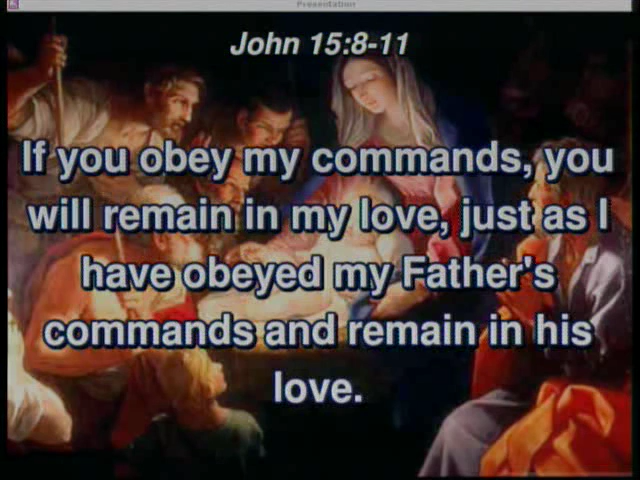 Presentation
John 15:8-11
If you obey my commands, you
will remain in my love, just as I
have obeyed my Father's
commands and remain in his
love.